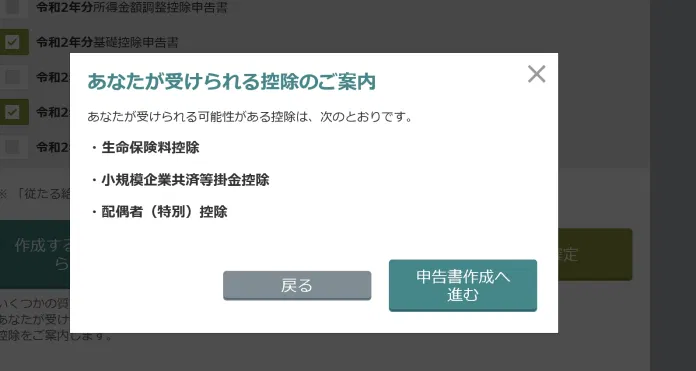 令和2年分所得金額調整控除申告書
令和2年分基礎控除申告書
令和2
令和2
令和2
あなたが受けられる控除のご案内
あなたが受けられる可能性がある控除は、次のとおりです。
・生命保険料控除
・小規模企業共済等掛金控除
・配偶者（特別）控除
戻る
申告書作成へ
進む
※ 「従たる給
作成する
ら
定
いくつかの質
あなたが受け
控除をご案内します。